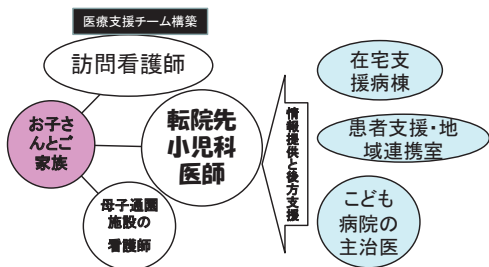 医療支援チーム構築
訪問看護師
お子さ
んとご
家族
転院先
小児科
医師
母子通園
施設の
看護師
情報提供と後方支援
在宅支
援病棟
患者支援・地
域連携室
こども
病院の
主治医